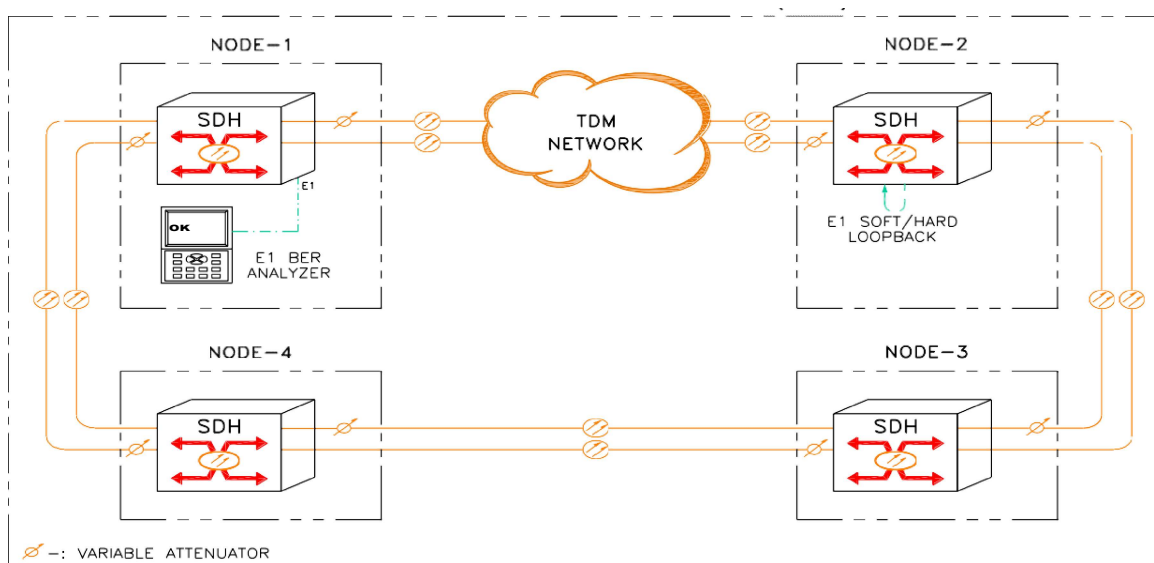 NODE-1
NODE-2
SDH
TDM
NETWORK
SDH
E1
OK
E1 BER
ANALYZER
E1 SOFT/HARD
LOOPBACK
NODE-4
NODE-3
SDH
SDH
-: VARIABLE ATTENUATOR